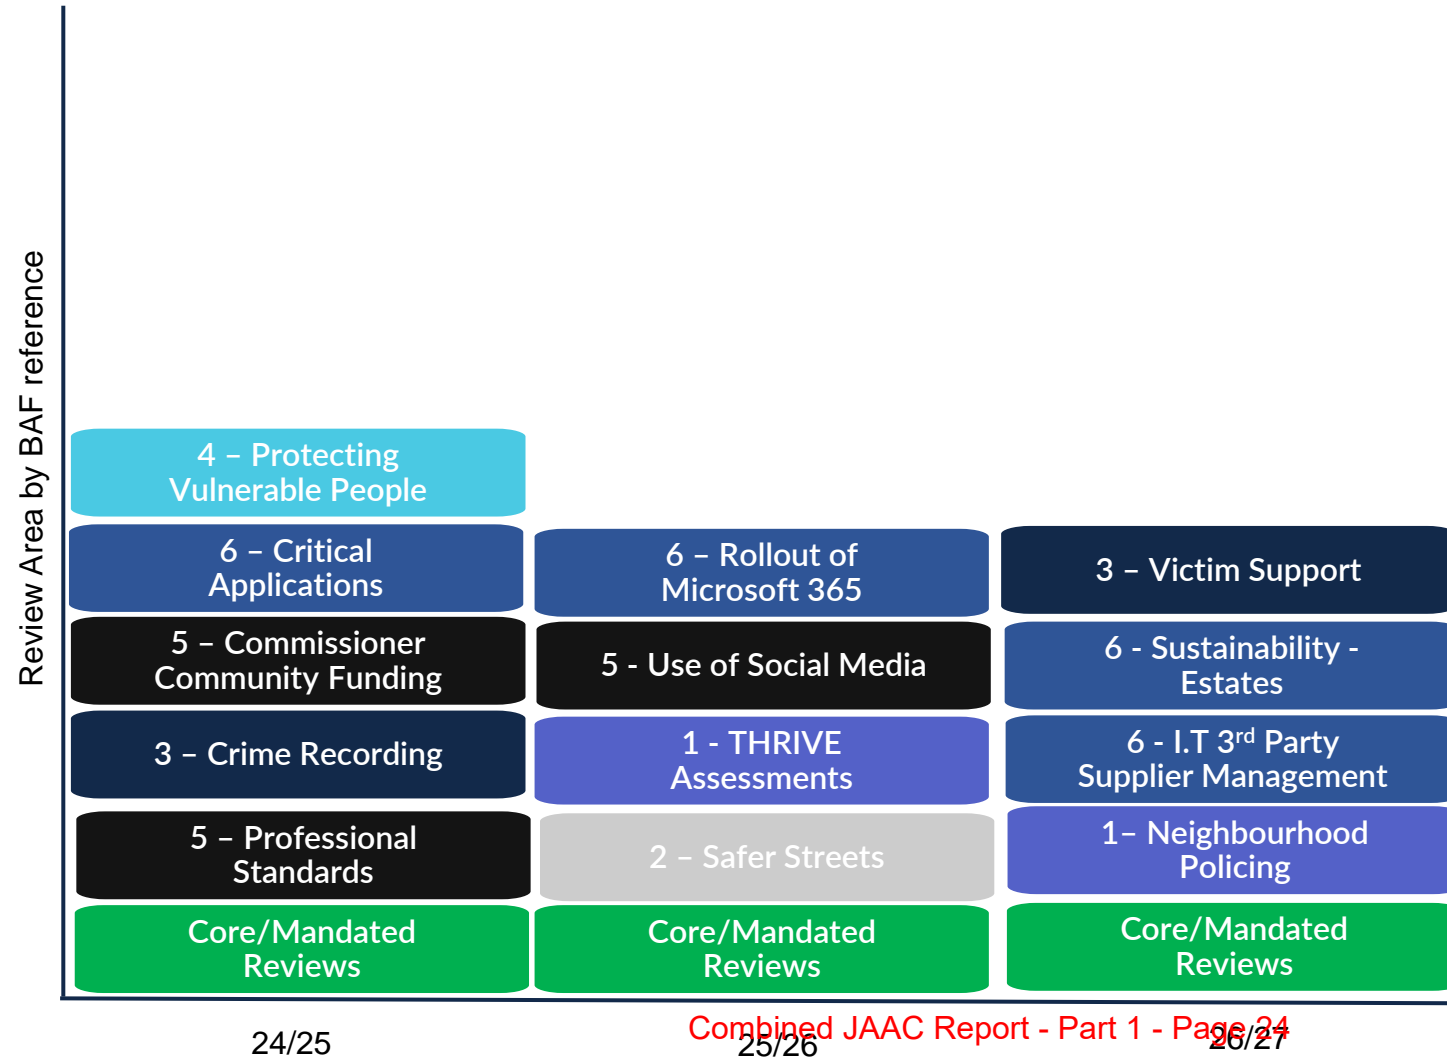 Review Area by BAF reference
4 – Protecting
Vulnerable People
6 – Critical
Applications
5 – Commissioner
Community Funding
3 – Crime Recording
5 – Professional
Standards
Core/Mandated
Reviews
24/25
6 – Rollout of
Microsoft 365
5 - Use of Social Media
1 - THRIVE
Assessments
2 – Safer Streets
Core/Mandated
Reviews
25/26
3 – Victim Support
6 - Sustainability -
Estates
6 - I.T 3rd Party
Supplier Management
1– Neighbourhood
Policing
Core/Mandated
Reviews
26/27
Combined JAAC Report - Part 1 - Page 24